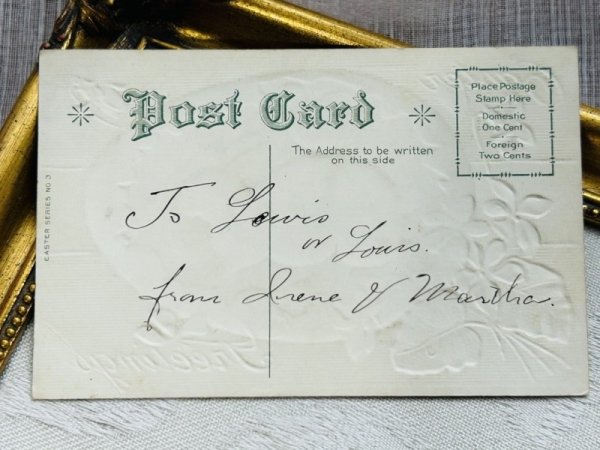 Post Card
The Address to be written
on this side
Place Postage
Stamp Here
Domestic
One Cent
Foreign
Two Cents
EASTER SERIES NO. 3
To Lewis
or Louis.
from Irene & Martha.
Greetings